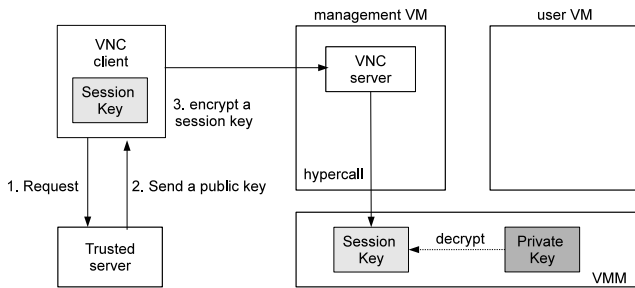 management VM
user VM
VNC
client
Session
Key
VNC
server
3. encrypt a
session key
1. Request
2. Send a public key
hypercall
Trusted
server
Session
Key
decrypt
Private
Key
VMM